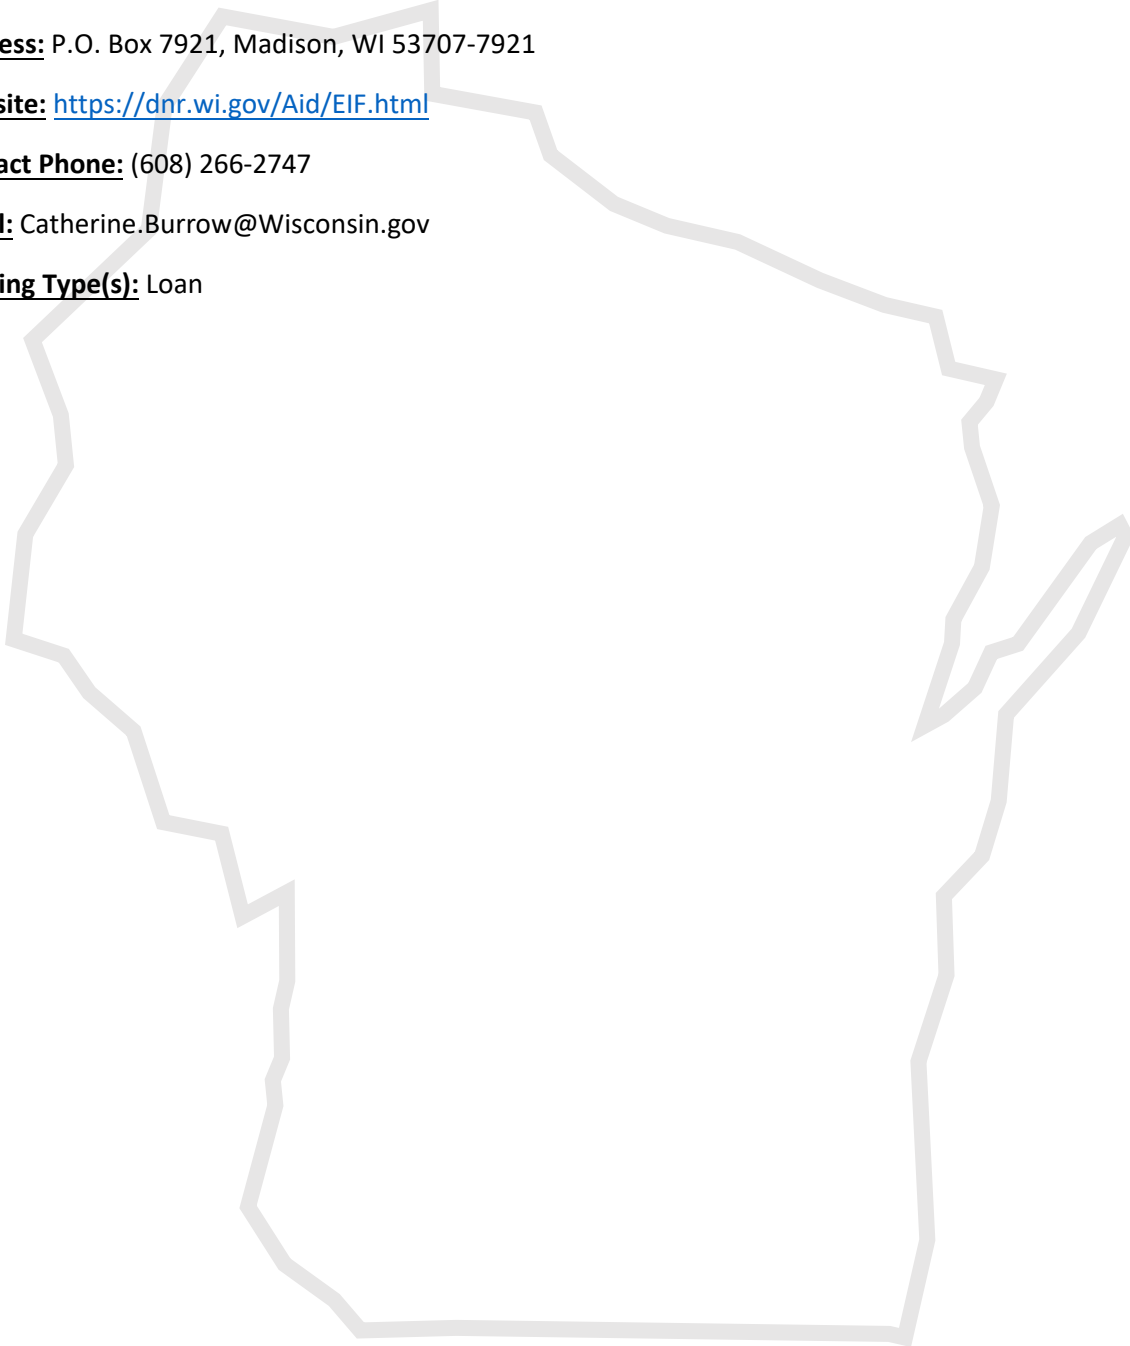 ess: P.O. Box 7921, Madison, WI 53707-7921
site: https://dnr.wi.gov/Aid/EIF.html
act Phone: (608) 266-2747
l: Catherine.Burrow@Wisconsin.gov
ing Type(s): Loan